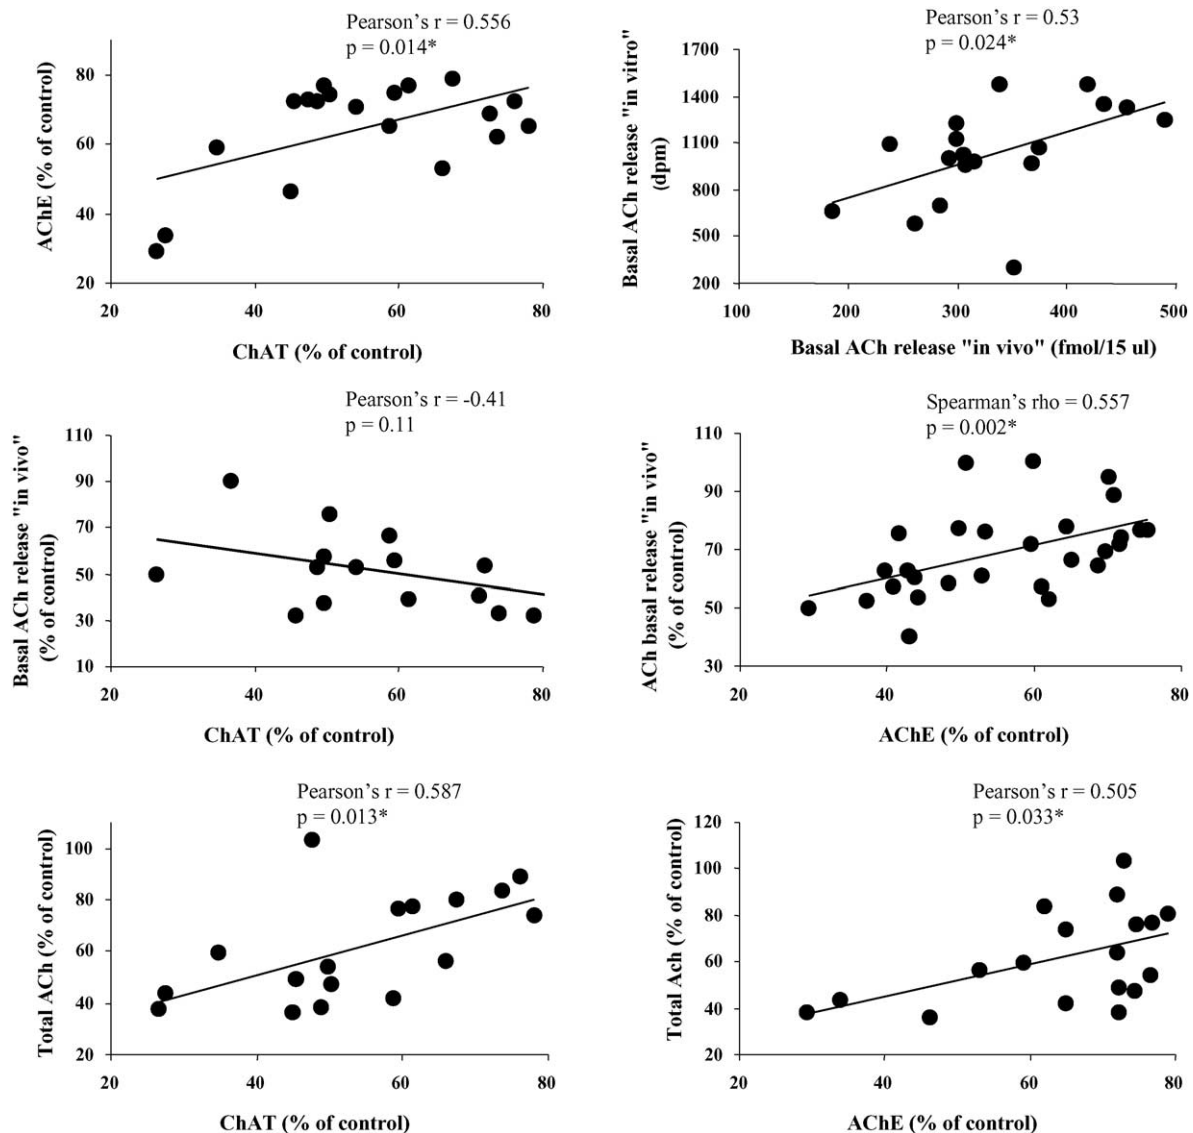 Pearson's r = 0.556
p = 0.014*
AChE (% of control)
80
60
40
20
20
40
60
80
ChAT (% of control)
Pearson's r = 0.53
p = 0.024*
Basal ACh release "in vitro"
(dpm)
1700
1400
1100
800
500
200
100
200
300
400
500
Basal ACh release "in vivo" (fmol/15 ul)
Pearson's r = -0.41
p = 0.11
Basal ACh release "in vivo"
(% of control)
110
90
70
50
30
10
20
40
60
80
ChAT (% of control)
Spearman's rho = 0.557
p = 0.002*
ACh basal release "in vivo"
(% of control)
110
90
70
50
30
20
40
60
80
AChE (% of control)
Pearson's r = 0.587
p = 0.013*
Total ACh (% of control)
100
80
60
40
20
20
40
60
80
ChAT (% of control)
Pearson's r = 0.505
p = 0.033*
Total Ach (% of control)
120
100
80
60
40
20
20
40
60
80
AChE (% of control)